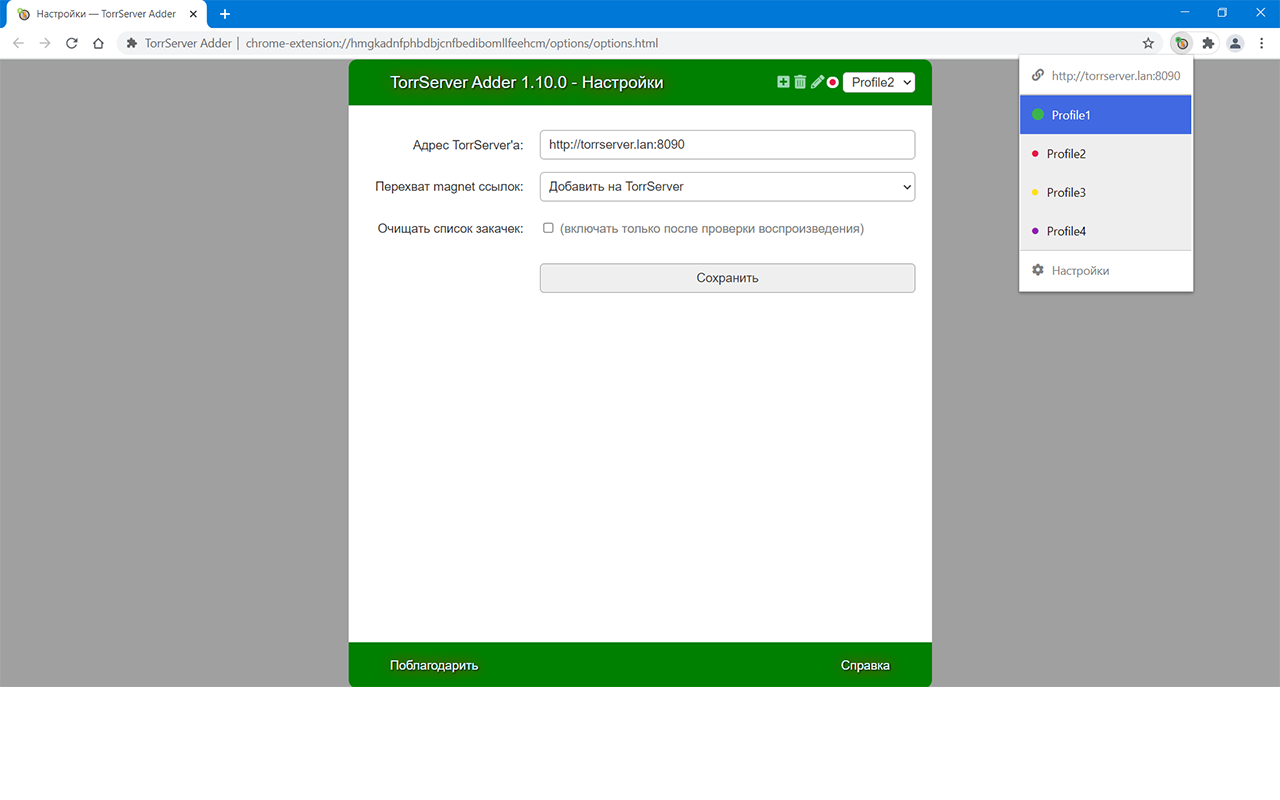 Настройки — TorrServer Adder
TorrServer Adder | chrome-extension://hmgkadnfphbdbjcnfbedibomllfeehcm/options/options.html
TorrServer Adder 1.10.0 - Настройки
Profile2
Адрес TorrServer'а:
http://torrserver.lan:8090
Перехват magnet ссылок:
Добавить на TorrServer
Очищать список закачек:
(включать только после проверки воспроизведения)
Сохранить
Поблагодарить
Справка
http://torrserver.lan:8090
Profile1
Profile2
Profile3
Profile4
Настройки